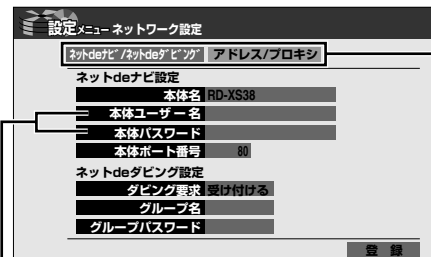 設定メニュー ネットワーク設定
ﾈｯﾄdeﾅﾋﾞ/ﾈｯﾄdeﾀﾞﾋﾞﾝｸﾞ アドレス/プロキシ
ネットdeナビ設定
本体名 RD-XS38
本体ユーザー名
本体パスワード
本体ポート番号 80
ネットdeダビング設定
ダビング要求 受け付ける
グループ名
グループパスワード
登 録